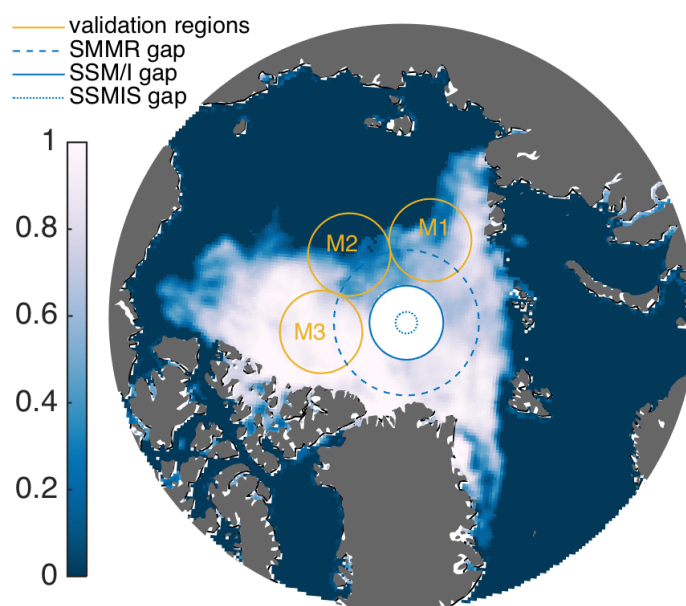 validation regions
SMMR gap
SSM/I gap
SSMIS gap
1
0.8
0.6
0.4
0.2
0
M1
M2
M3